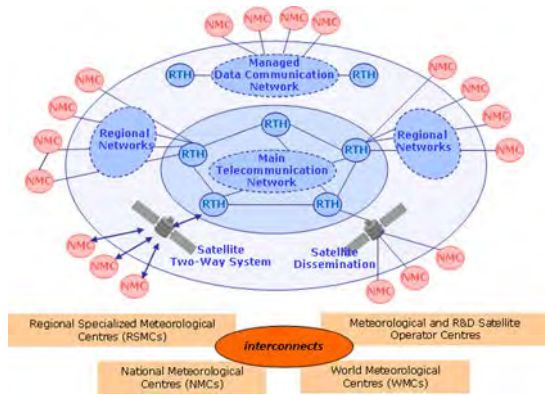 NMC
NMC
NMC
NMC
NMC
NMC
Managed
Data Communication
Network
RTH
RTH
NMC
NMC
NMC
NMC
NMC
NMC
NMC
NMC
Regional
Networks
RTH
RTH
RTH
Regional
Networks
Main
Telecommunication
Network
RTH
RTH
Satellite
Two-Way System
Satellite
Dissemination
NMC
NMC
NMC
NMC
NMC
NMC
Regional Specialized Meteorological
Centres (RSMCs)
Meteorological and R&D Satellite
Operator Centres
interconnects
National Meteorological
Centres (NMCs)
World Meteorological
Centres (WMCs)